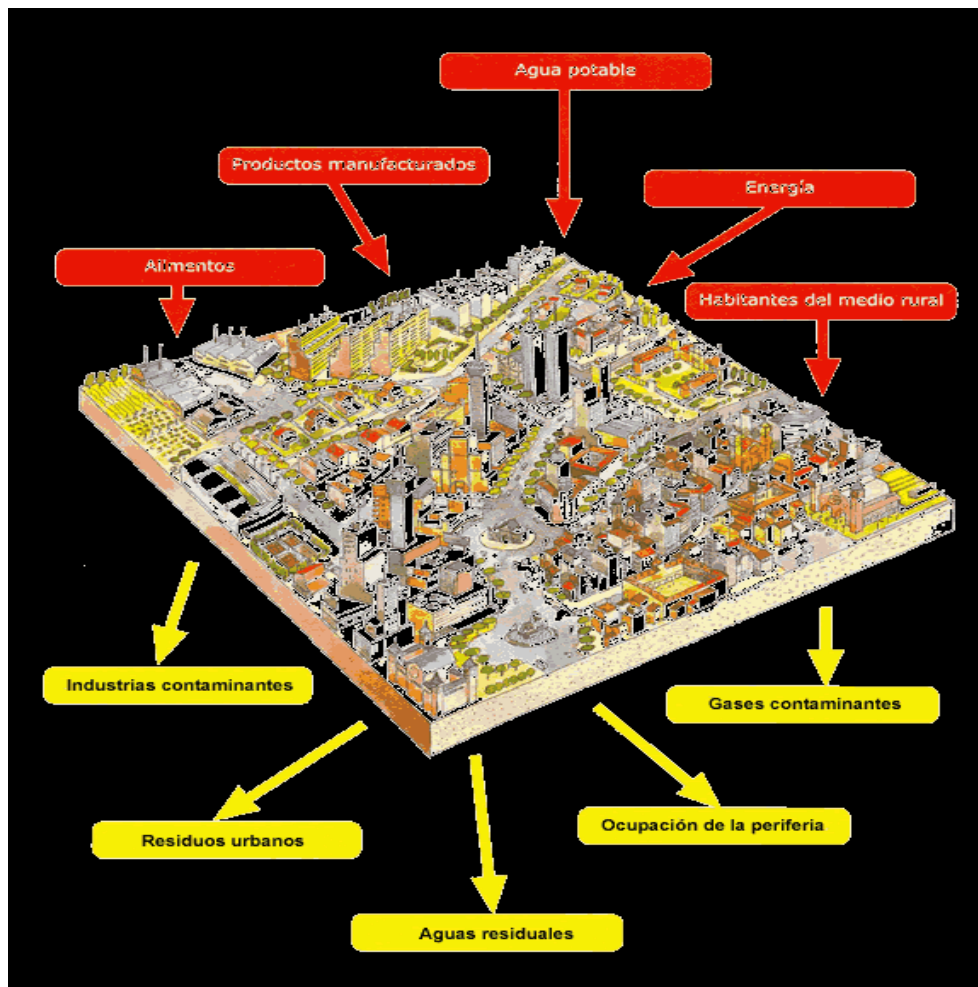 Agua potable
Productos manufacturados
Energía
Alimentos
Habitantes del medio rural
Industrias contaminantes
Gases contaminantes
Residuos urbanos
Ocupación de la periferia
Aguas residuales